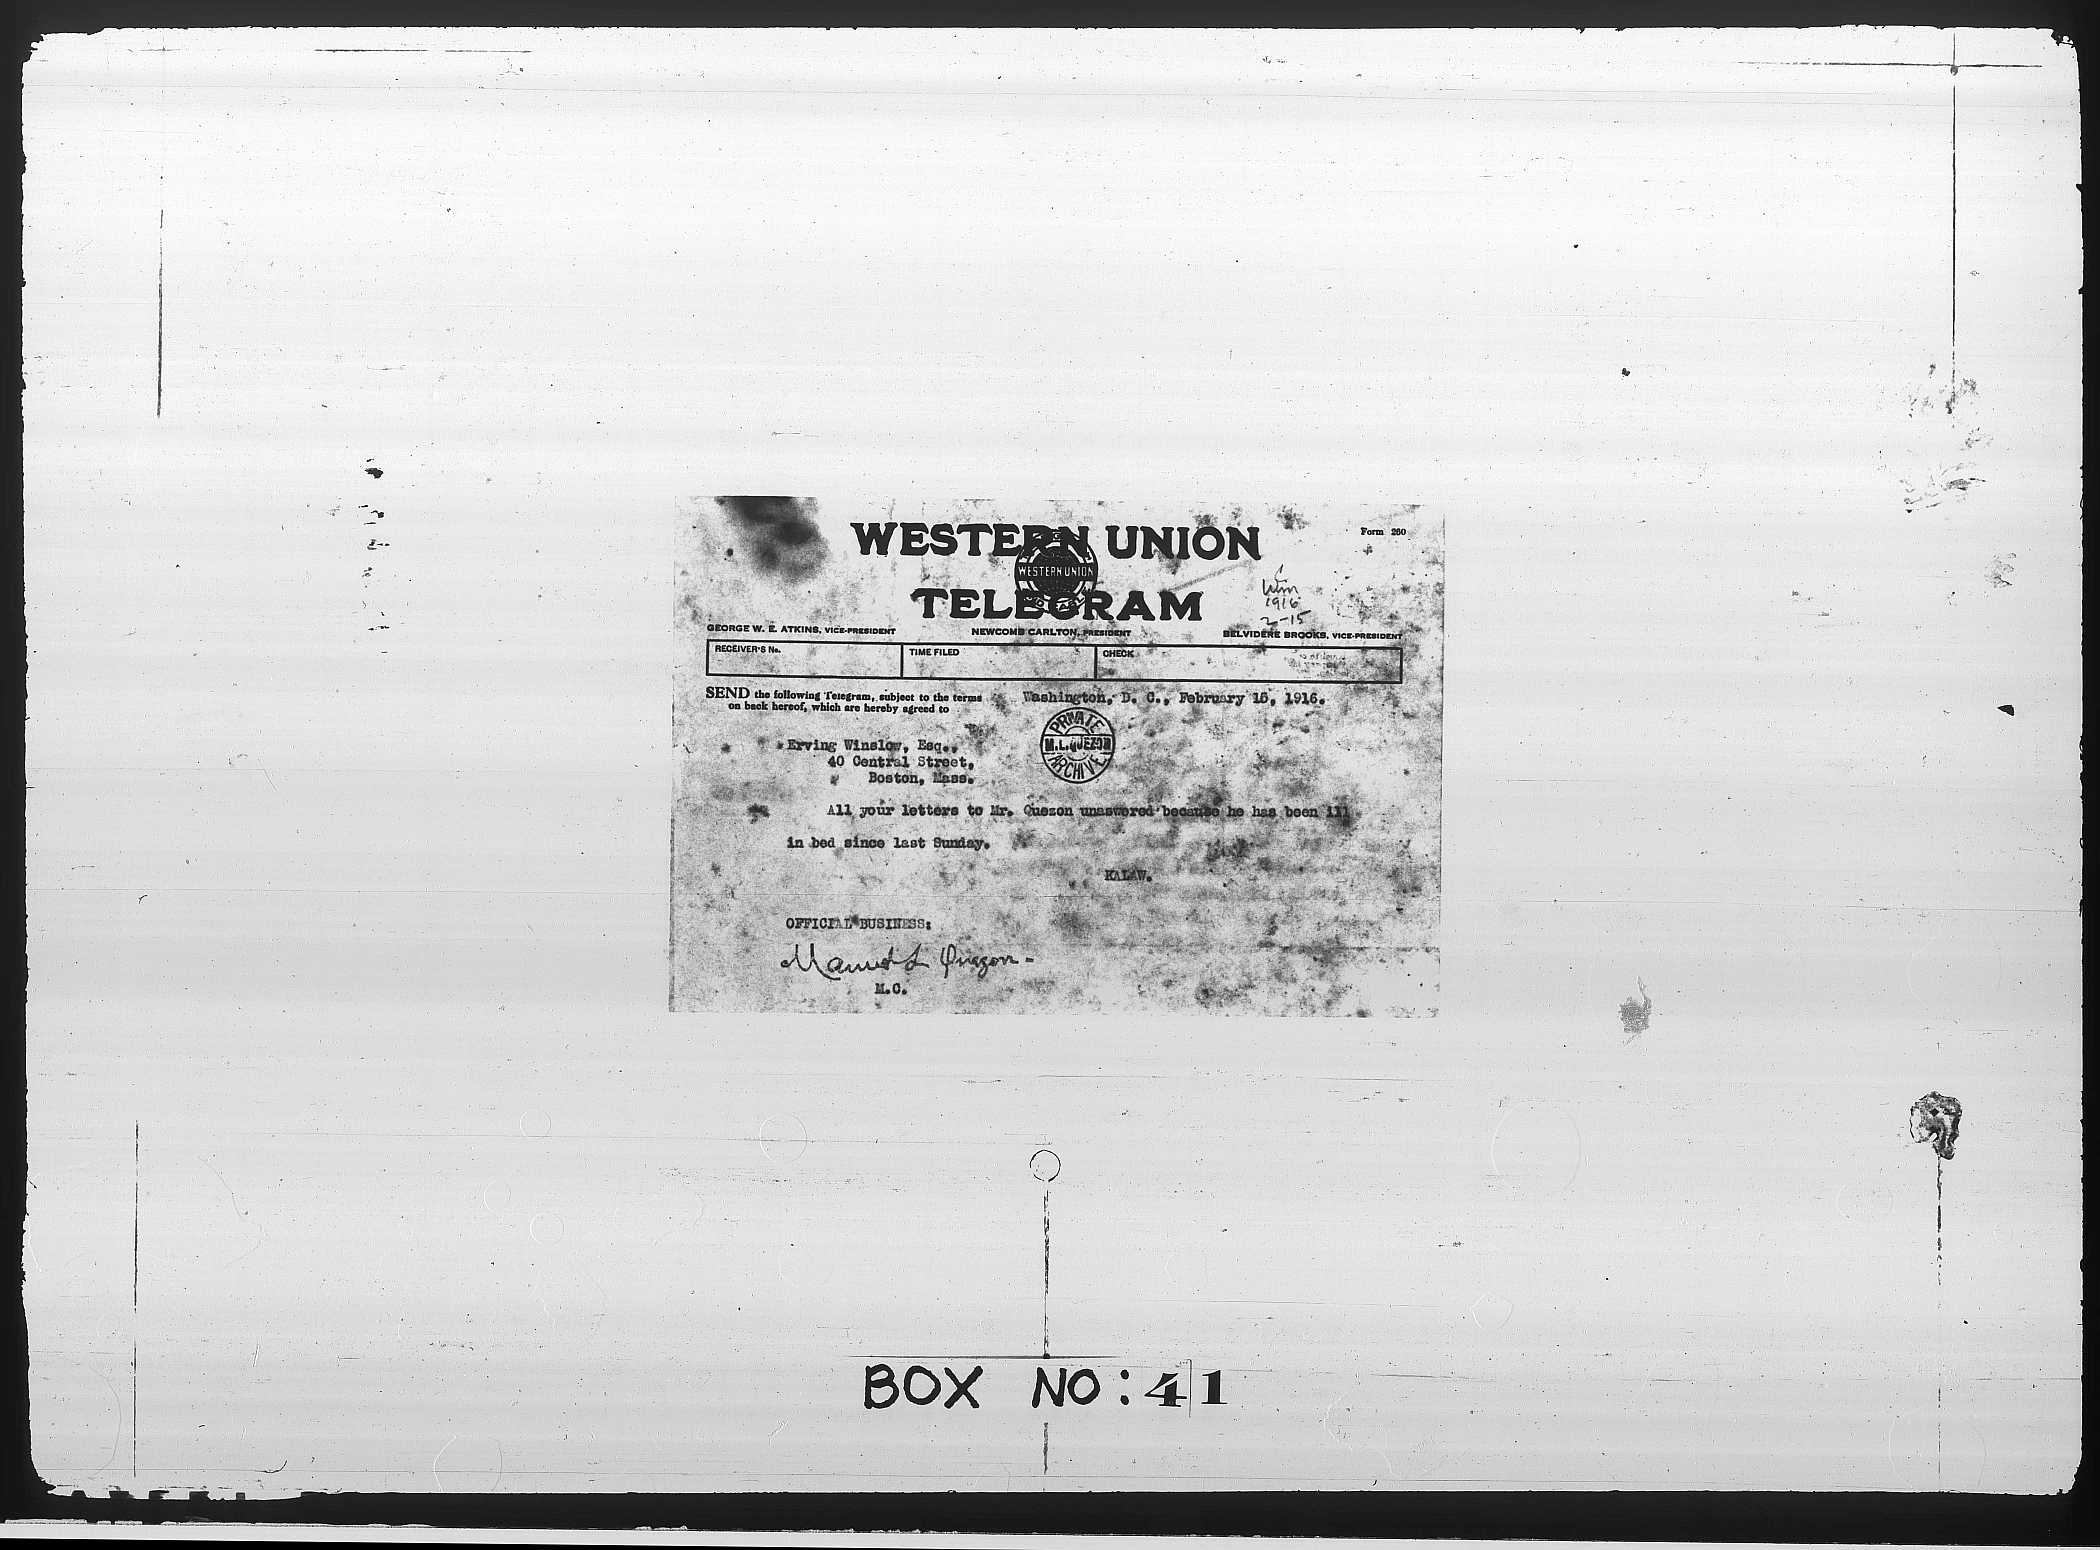 WESTERN UNION
Form 260
WESTERN UNION
TELEGRAM
1916
2-15
GEORGE W. E. ATKINS, VICE-PRESIDENT NEWCOMB CARLTON, PRESIDENT BELVIDERE BROOKS, VICE-PRESIDENT
RECEIVER'S No. TIME FILED CHECK
SEND the following Telegram, subject to the terms
on back hereof, which are hereby agreed to
Washington, D. C., February 15, 1916.
PRIVATE
M.L.QUEZON
ARCHIVE
Erving Winslow, Esq.,
40 Central Street,
Boston, Mass.
All your letters to Mr. Quezon unaswered because he has been ill
in bed since last Sunday.
KALAW.
OFFICIAL BUSINESS:
Manuel L Quezon-
M.C.
BOX NO: 41